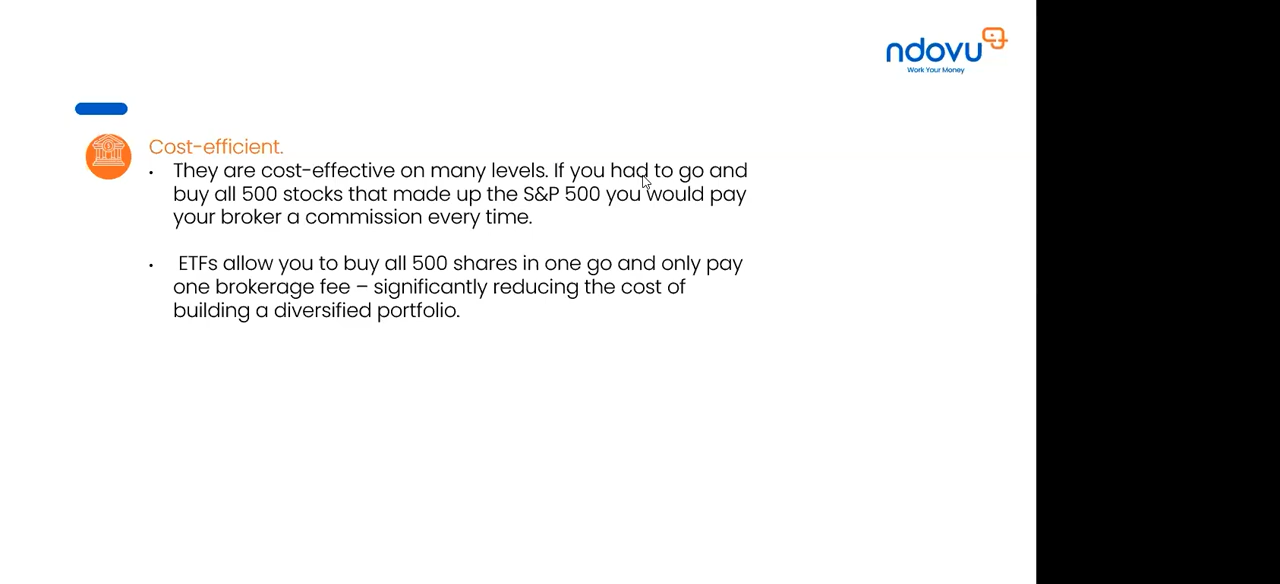 ndovu
Work Your Money
Cost-efficient.
• They are cost-effective on many levels. If you had to go and
buy all 500 stocks that made up the S&P 500 you would pay
your broker a commission every time.
• ETFs allow you to buy all 500 shares in one go and only pay
one brokerage fee – significantly reducing the cost of
building a diversified portfolio.